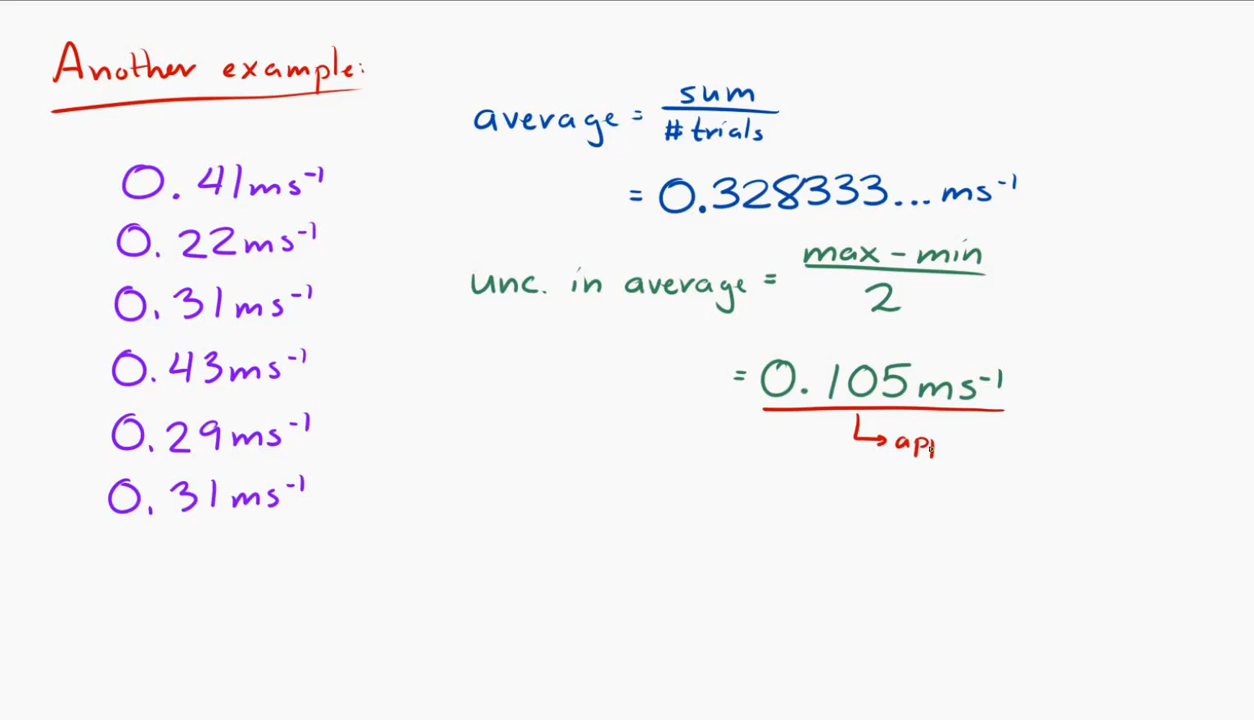 Another example:
0.41ms⁻¹
0.22ms⁻¹
0.31ms⁻¹
0.43ms⁻¹
0.29ms⁻¹
0.31ms⁻¹
average = sum / # trials
= 0.328333... ms⁻¹
unc. in average = max - min / 2
= 0.105ms⁻¹
↳ app